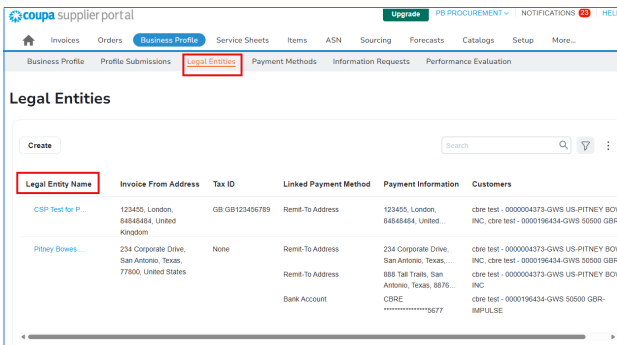 coupa supplier portal
Upgrade PB PROCUREMENT NOTIFICATIONS 23 HEL
Invoices Orders Business Profile Service Sheets Items ASN Sourcing Forecasts Catalogs Setup More...
Business Profile Profile Submissions Legal Entities Payment Methods Information Requests Performance Evaluation
Legal Entities
Create Search
Legal Entity Name Invoice From Address Tax ID Linked Payment Method Payment Information Customers
CSP Test for P... 123455, London, GB:GB123456789 Remit-To Address 123455, London, cbre test - 0000004373-GWS US-PITNEY BOW
84848484, United 84848484, United... INC, cbre test - 0000196434-GWS 50500 GBR
Kingdom
Pitney Bowes ... 234 Corporate Drive, None Remit-To Address 234 Corporate Drive, cbre test - 0000004373-GWS US-PITNEY BOW
San Antonio, Texas, San Antonio, Texas,... INC, cbre test - 0000196434-GWS 50500 GBR
77800, United States Remit-To Address 888 Tall Trails, San cbre test - 0000004373-GWS US-PITNEY BOW
Antonio, Texas, 8876... INC
Bank Account CBRE cbre test - 0000196434-GWS 50500 GBR-
****************5677 IMPULSE